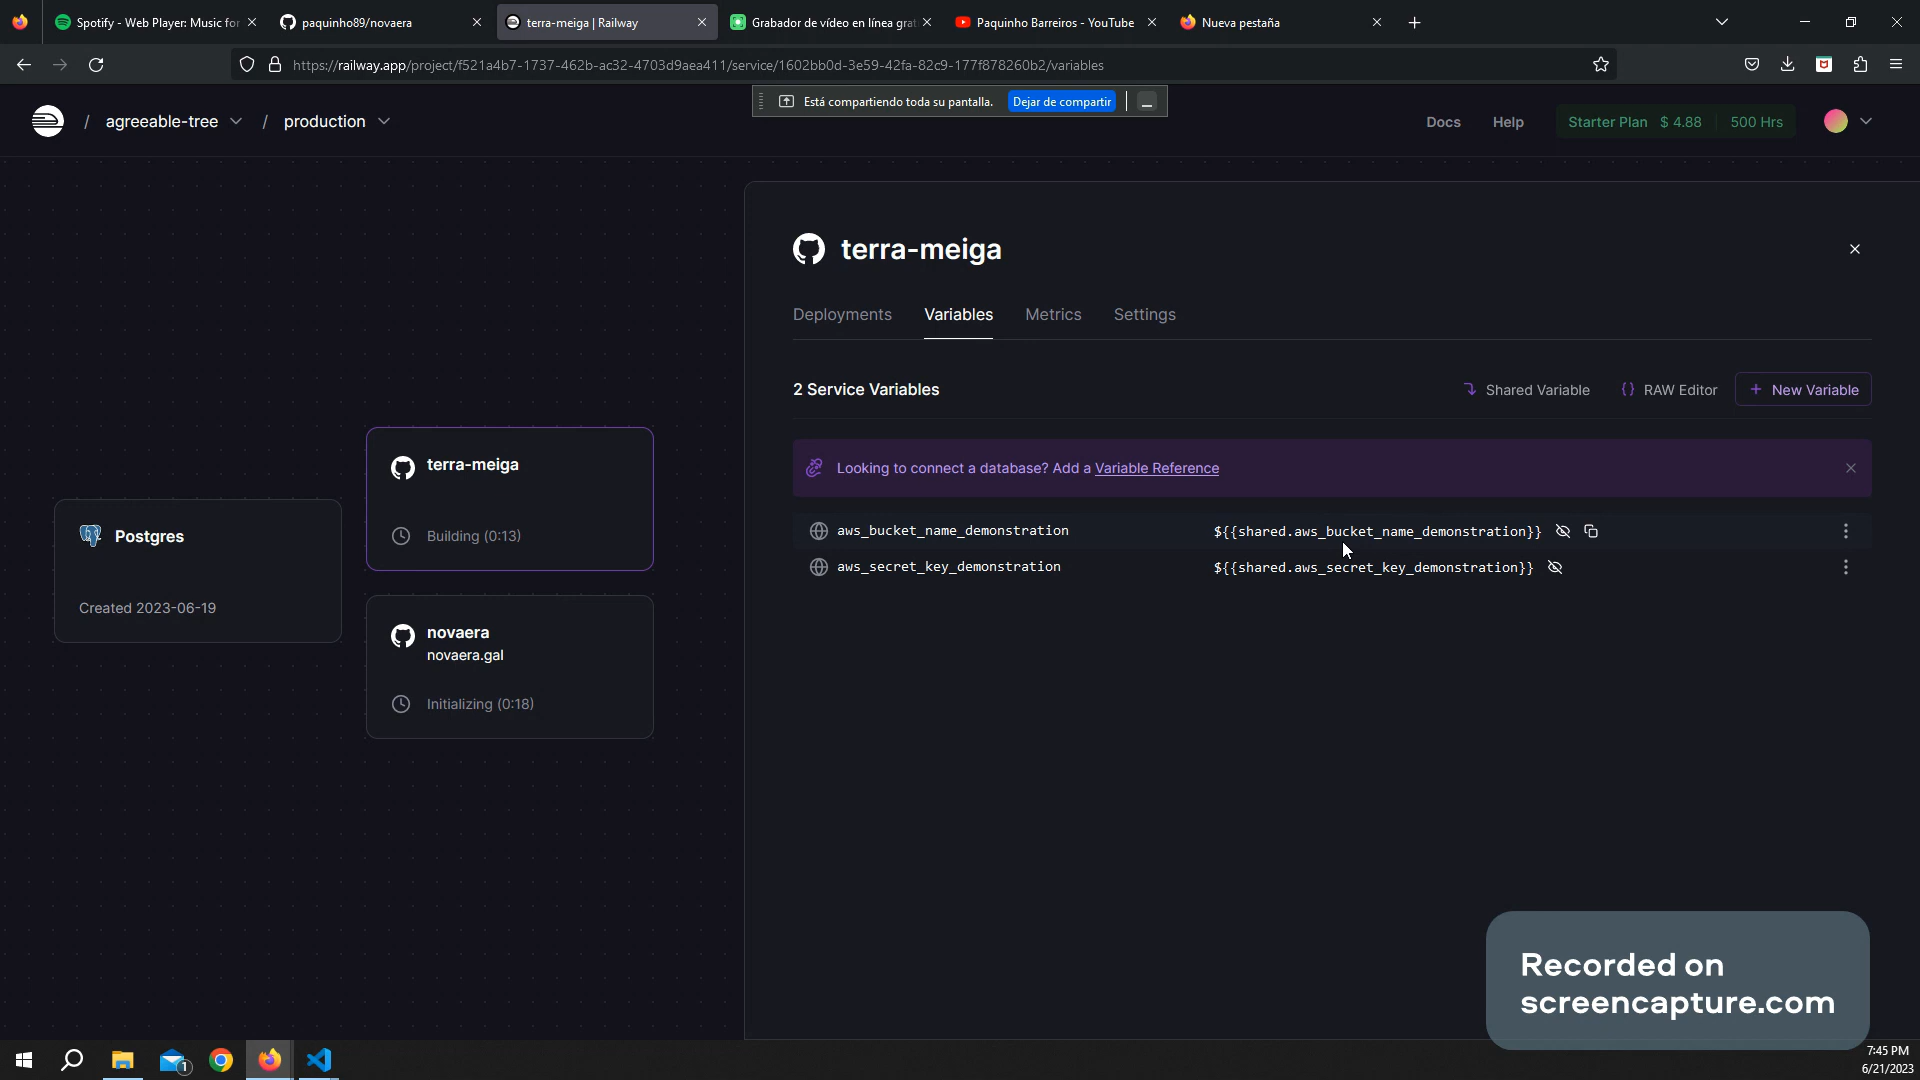 Spotify - Web Player: Music for
paquinho89/novaera
terra-meiga | Railway
Grabador de vídeo en línea grat
Paquinho Barreiros - YouTube
Nueva pestaña
https://railway.app/project/f521a4b7-1737-462b-ac32-4703d9aea411/service/1602bb0d-3e59-42fa-82c9-177f878260b2/variables
Está compartiendo toda su pantalla.
Dejar de compartir
/ agreeable-tree / production
Docs
Help
Starter Plan $ 4.88 500 Hrs
terra-meiga
Deployments
Variables
Metrics
Settings
2 Service Variables
Shared Variable
{} RAW Editor
+ New Variable
Looking to connect a database? Add a Variable Reference
aws_bucket_name_demonstration
${{shared.aws_bucket_name_demonstration}}
aws_secret_key_demonstration
${{shared.aws_secret_key_demonstration}}
terra-meiga
Building (0:13)
Postgres
Created 2023-06-19
novaera
novaera.gal
Initializing (0:18)
Recorded on
screencapture.com
1
7:45 PM
6/21/2023